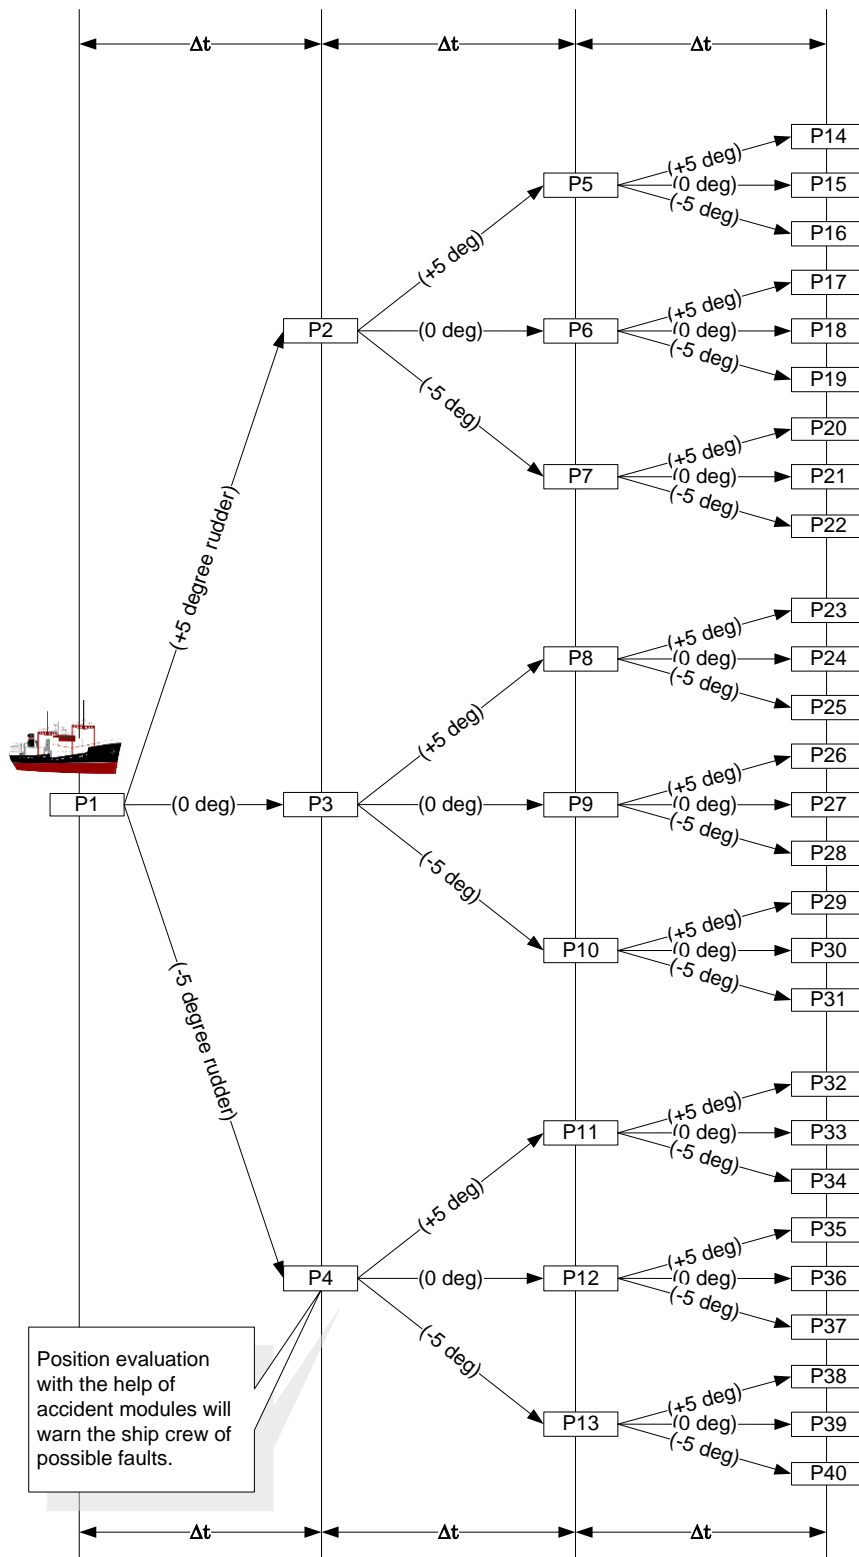 Δt Δt Δt
P14
(+5 deg)
P5 (0 deg) P15
(-5 deg)
P16
(+5 deg)
P17
(+5 deg)
P2 (0 deg) P6 (0 deg) P18
(-5 deg)
P19
(-5 deg)
P20
(+5 deg)
P7 (0 deg) P21
(-5 deg)
P22
(+5 degree rudder)
P23
(+5 deg)
P8 (0 deg) P24
(-5 deg)
P25
(+5 deg)
P26
(+5 deg)
P1 (0 deg) P3 (0 deg) P9 (0 deg) P27
(-5 deg)
P28
(-5 deg)
P29
(+5 deg)
P10 (0 deg) P30
(-5 deg)
P31
(-5 degree rudder)
P32
(+5 deg)
P11 (0 deg) P33
(-5 deg)
P34
(+5 deg)
P35
(+5 deg)
P4 (0 deg) P12 (0 deg) P36
(-5 deg)
P37
(-5 deg)
P38
(+5 deg)
P13 (0 deg) P39
(-5 deg)
P40
Position evaluation
with the help of
accident modules will
warn the ship crew of
possible faults.
Δt Δt Δt